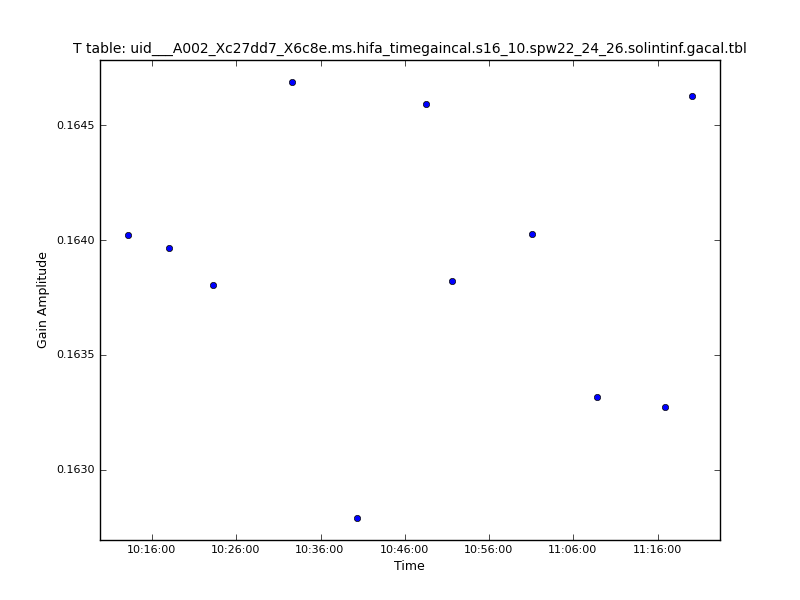 T table: uid___A002_Xc27dd7_X6c8e.ms.hifa_timegaincal.s16_10.spw22_24_26.solintinf.gacal.tbl
Gain Amplitude
0.1645
0.1640
0.1635
0.1630
10:16:00 10:26:00 10:36:00 10:46:00 10:56:00 11:06:00 11:16:00
Time